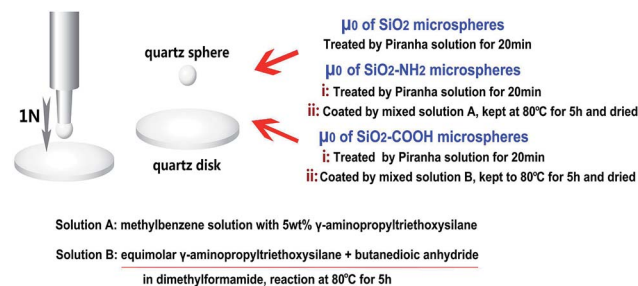 1N
quartz sphere
quartz disk
μ0 of SiO2 microspheres
Treated by Piranha solution for 20min
μ0 of SiO2-NH2 microspheres
i: Treated by Piranha solution for 20min
ii: Coated by mixed solution A, kept at 80ºC for 5h and dried
μ0 of SiO2-COOH microspheres
i: Treated by Piranha solution for 20min
ii: Coated by mixed solution B, kept to 80ºC for 5h and dried
Solution A: methylbenzene solution with 5wt% γ-aminopropyltriethoxysilane
Solution B: equimolar γ-aminopropyltriethoxysilane + butanedioic anhydride
in dimethylformamide, reaction at 80ºC for 5h